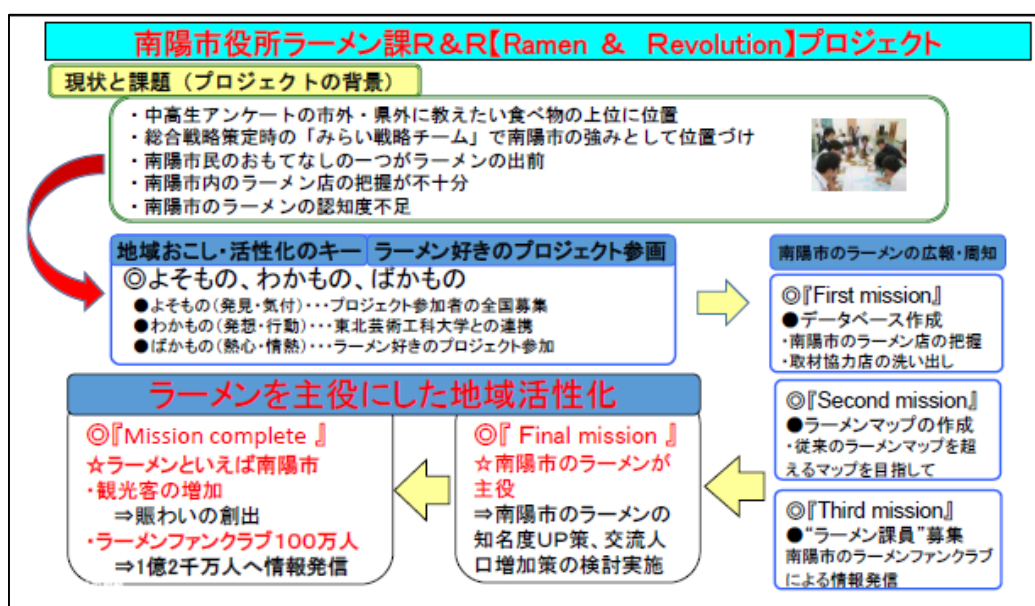 南陽市役所ラーメン課R&R【Ramen & Revolution】プロジェクト
現状と課題（プロジェクトの背景）
・中高生アンケートの市外・県外に教えたい食べ物の上位に位置
・総合戦略策定時の「みらい戦略チーム」で南陽市の強みとして位置づけ
・南陽市民のおもてなしの一つがラーメンの出前
・南陽市内のラーメン店の把握が不十分
・南陽市のラーメンの認知度不足
地域おこし・活性化のキー
ラーメン好きのプロジェクト参画
◎よそもの、わかもの、ばかもの
●よそもの（発見・気付）・・・プロジェクト参加者の全国募集
●わかもの（発想・行動）・・・東北芸術工科大学との連携
●ばかもの（熱心・情熱）・・・ラーメン好きのプロジェクト参加
南陽市のラーメンの広報・周知
◎『First mission』
●データベース作成
・南陽市のラーメン店の把握
・取材協力店の洗い出し
◎『Second mission』
●ラーメンマップの作成
・従来のラーメンマップを超
えるマップを目指して
◎『Third mission』
●“ラーメン課員”募集
南陽市のラーメンファンクラブ
による情報発信
ラーメンを主役にした地域活性化
◎『 Final mission 』
☆南陽市のラーメンが
主役
⇒南陽市のラーメンの
知名度UP策、交流人
口増加策の検討実施
◎『Mission complete 』
☆ラーメンといえば南陽市
・観光客の増加
⇒賑わいの創出
・ラーメンファンクラブ100万人
⇒1億2千万人へ情報発信